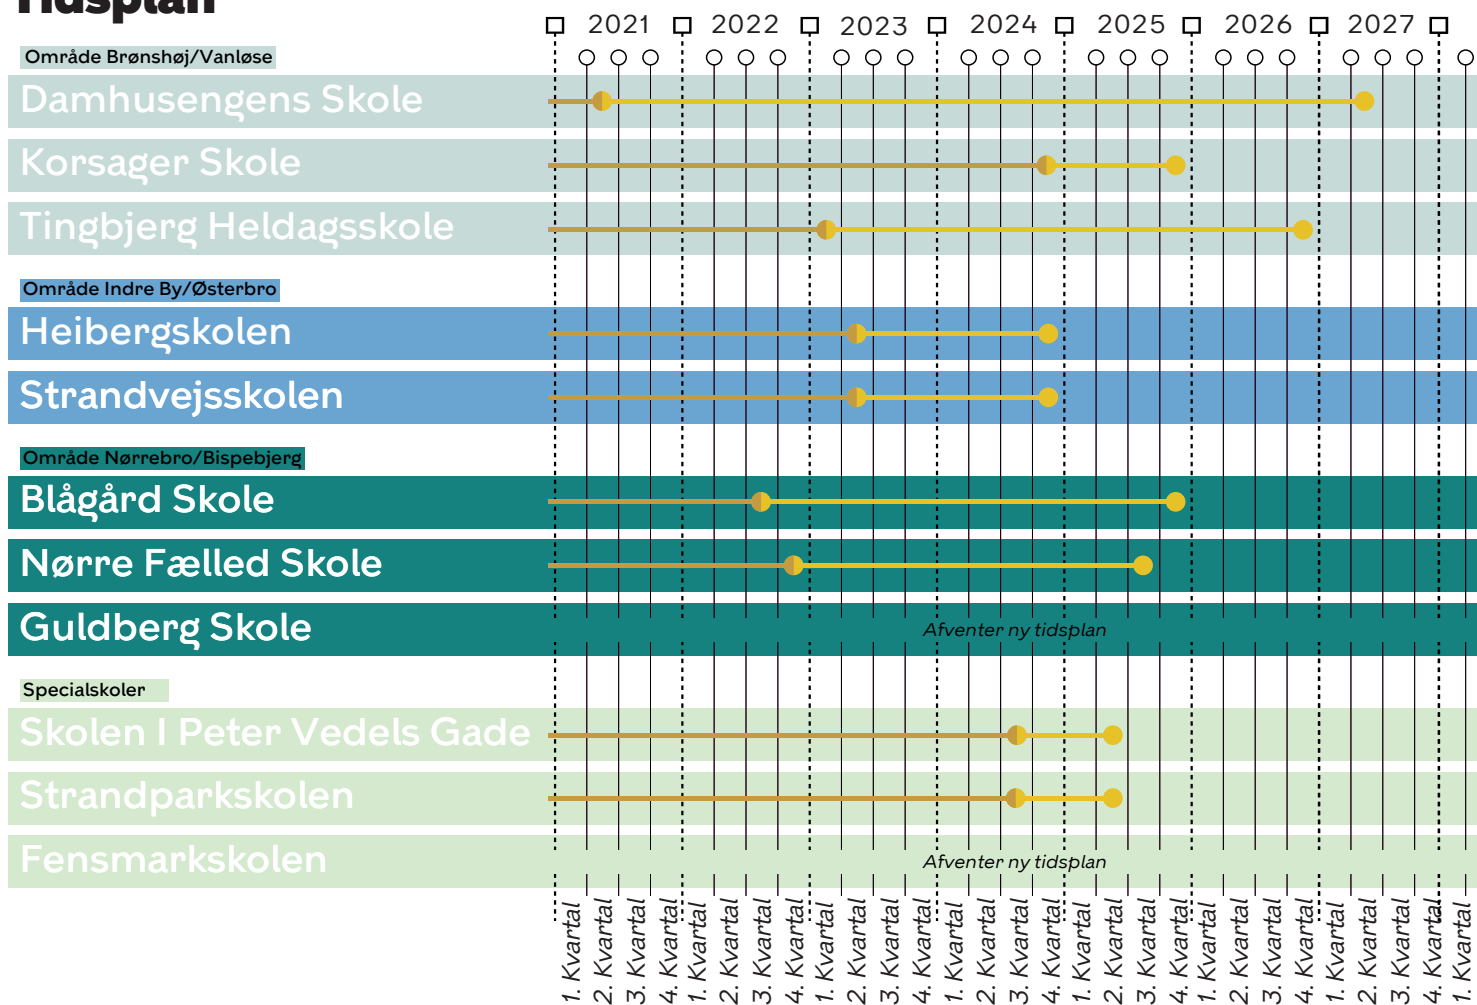 Tidsplan
2021 2022 2023 2024 2025 2026 2027
Område Brønshøj/Vanløse
Damhusengens Skole
Korsager Skole
Tingbjerg Heldagsskole
Område Indre By/Østerbro
Heibergskolen
Strandvejsskolen
Område Nørrebro/Bispebjerg
Blågård Skole
Nørre Fælled Skole
Guldberg Skole
Afventer ny tidsplan
Specialskoler
Skolen I Peter Vedels Gade
Strandparkskolen
Fensmarkskolen
Afventer ny tidsplan
1. Kvartal
2. Kvartal
3. Kvartal
4. Kvartal
1. Kvartal
2. Kvartal
3. Kvartal
4. Kvartal
1. Kvartal
2. Kvartal
3. Kvartal
4. Kvartal
1. Kvartal
2. Kvartal
3. Kvartal
4. Kvartal
1. Kvartal
2. Kvartal
3. Kvartal
4. Kvartal
1. Kvartal
2. Kvartal
3. Kvartal
4. Kvartal
1. Kvartal
2. Kvartal
3. Kvartal
4. Kvartal
1. Kvartal